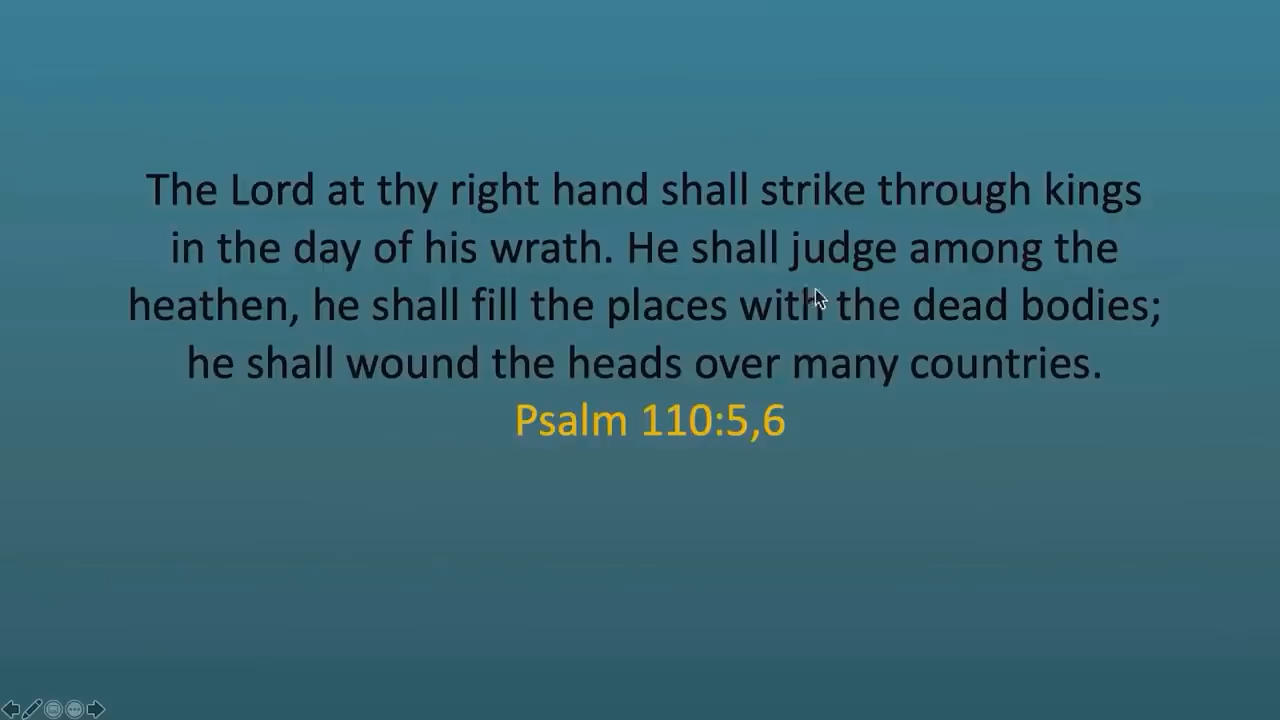 The Lord at thy right hand shall strike through kings
in the day of his wrath. He shall judge among the
heathen, he shall fill the places with the dead bodies;
he shall wound the heads over many countries.
Psalm 110:5,6